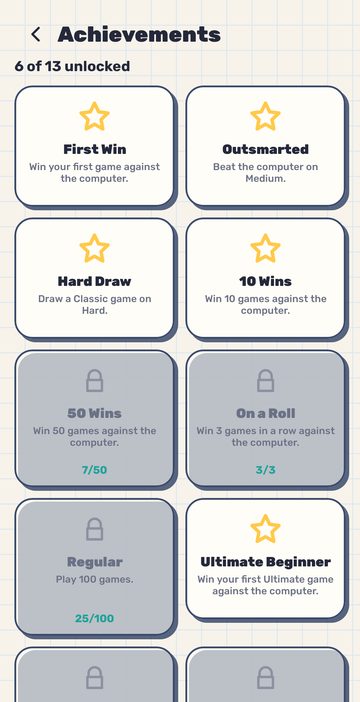 Achievements
6 of 13 unlocked
First Win
Win your first game against
the computer.
Outsmarted
Beat the computer on
Medium.
Hard Draw
Draw a Classic game on
Hard.
10 Wins
Win 10 games against the
computer.
50 Wins
Win 50 games against the
computer.
7/50
On a Roll
Win 3 games in a row against
the computer.
3/3
Regular
Play 100 games.
25/100
Ultimate Beginner
Win your first Ultimate game
against the computer.